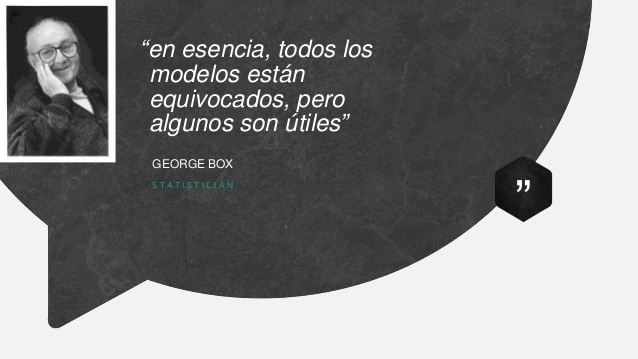 “en esencia, todos los
modelos están
equivocados, pero
algunos son útiles”
GEORGE BOX
STATISTICIAN
”